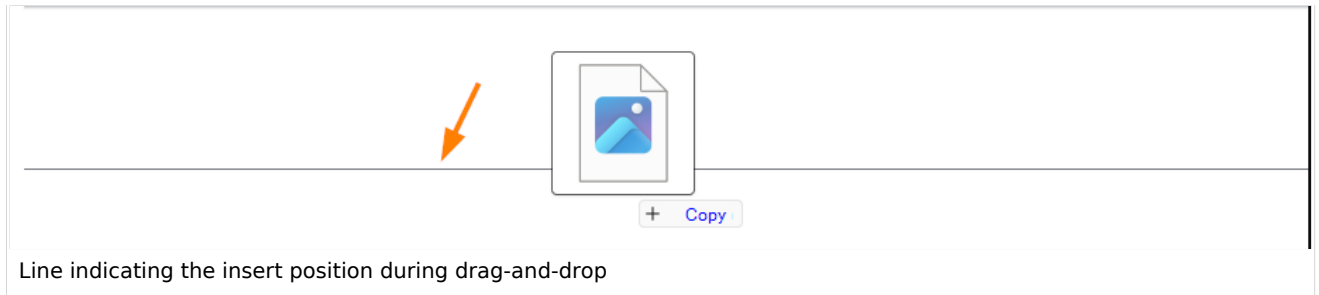 + Copy
Line indicating the insert position during drag-and-drop